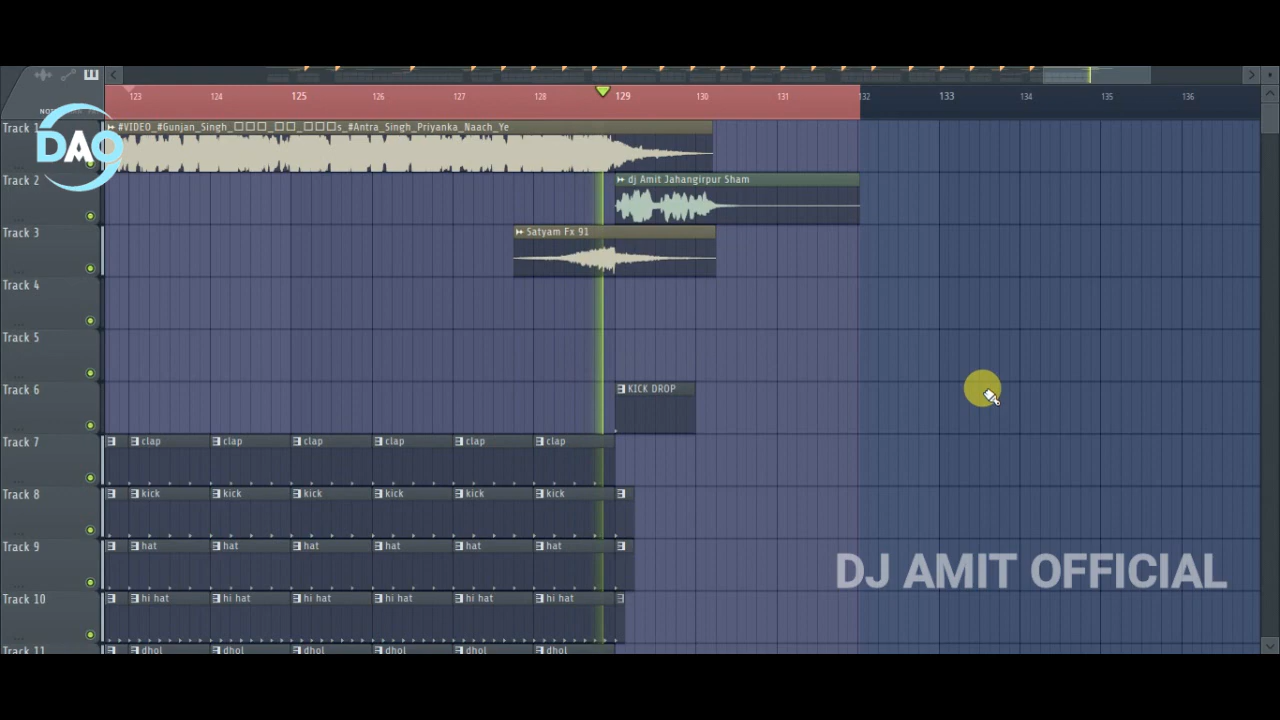 123 124 125 126 127 128 129 130 131 132 133 134 135 136
Track 1
#VIDEO_#Gunjan_Singh_□□□_□□_□□□s_#Antra_Singh_Priyanka_Naach_Ye
DAO
Track 2
dj Amit Jahangirpur Sham
Track 3
Satyam Fx 91
Track 4
Track 5
Track 6
KICK DROP
Track 7
clap clap clap clap clap clap
Track 8
kick kick kick kick kick kick
Track 9
hat hat hat hat hat hat
DJ AMIT OFFICIAL
Track 10
hi hat hi hat hi hat hi hat hi hat hi hat
Track 11
dhol dhol dhol dhol dhol dhol